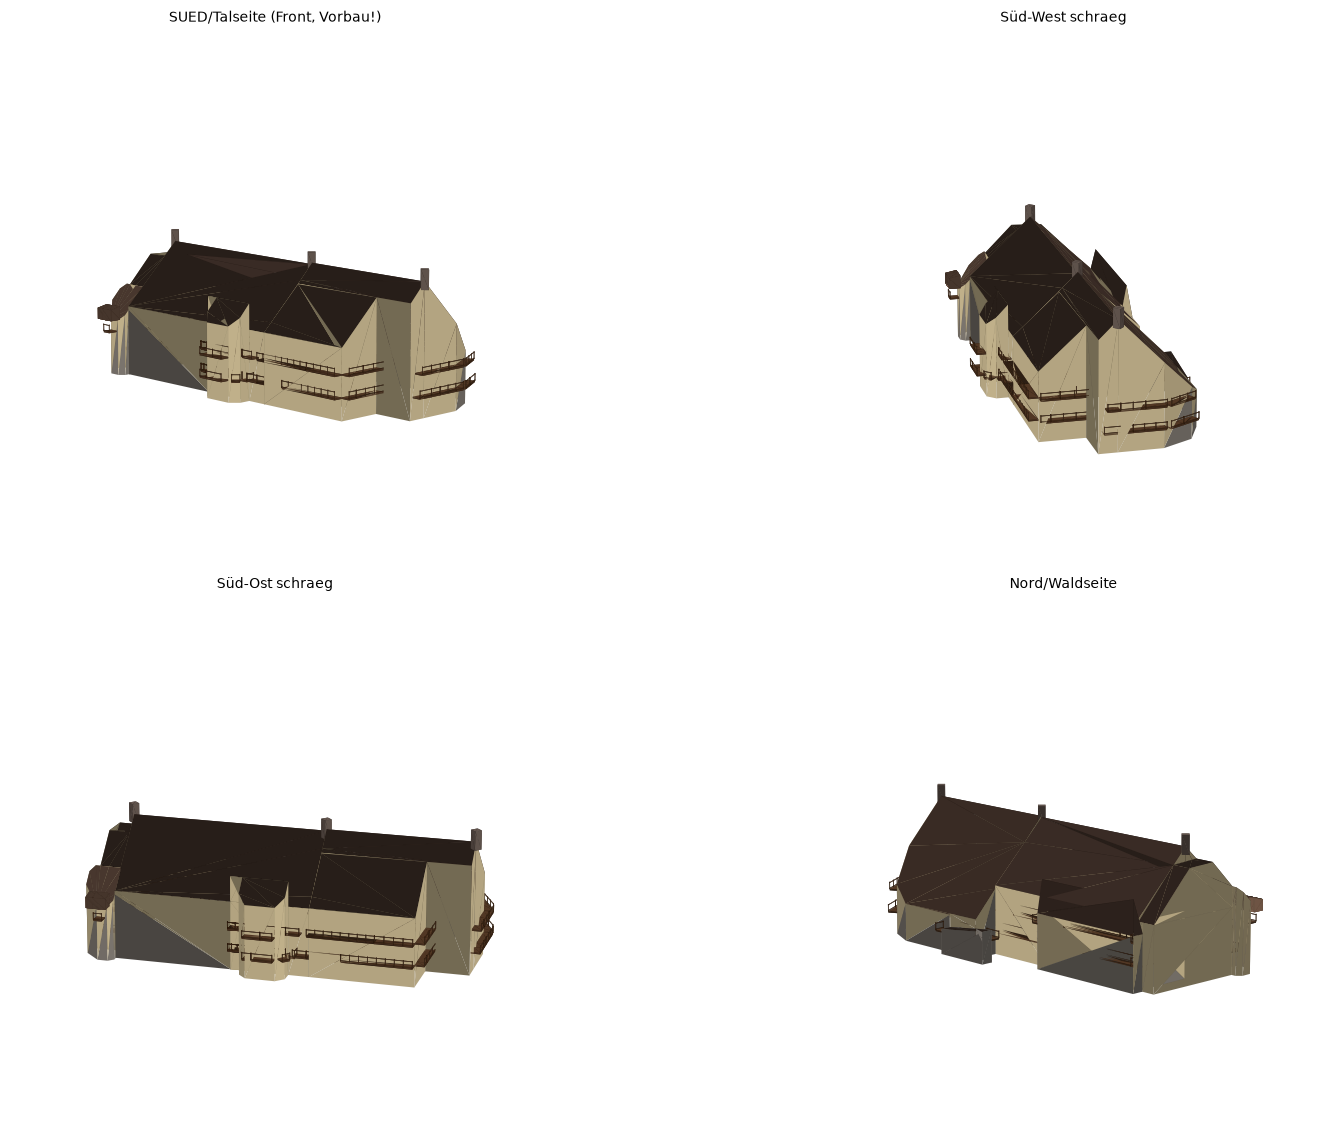 SUED/Talseite (Front, Vorbau!)
Süd-West schraeg
Süd-Ost schraeg
Nord/Waldseite